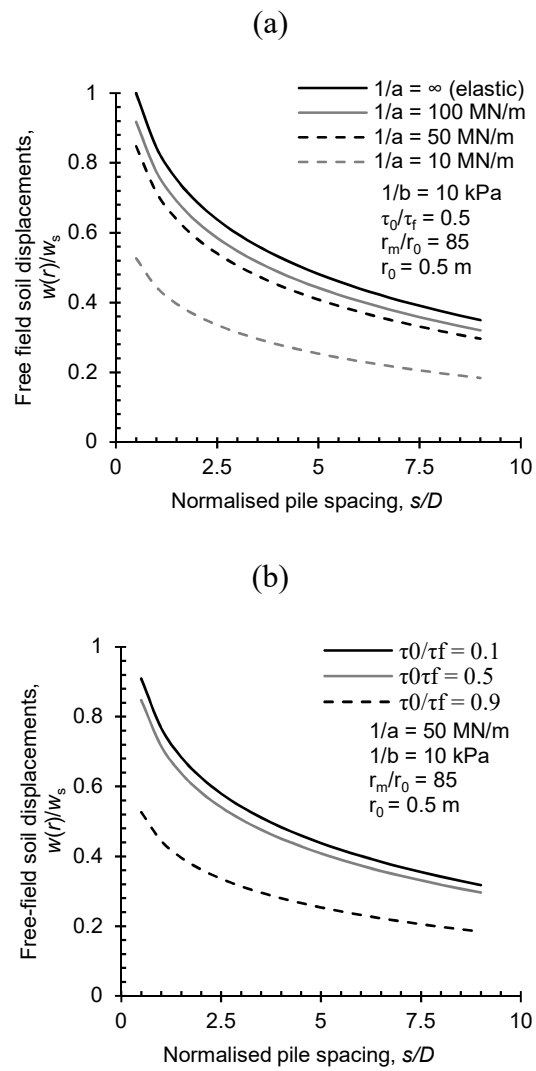 (a)
1/a = ∞ (elastic)
1/a = 100 MN/m
1/a = 50 MN/m
1/a = 10 MN/m
1/b = 10 kPa
τ₀/τf = 0.5
rₘ/r₀ = 85
r₀ = 0.5 m
Free field soil displacements,
w(r)/wₛ
1
0.8
0.6
0.4
0.2
0
0
2.5
5
7.5
10
Normalised pile spacing, s/D
(b)
τ0/τf = 0.1
τ0τf = 0.5
τ0/τf = 0.9
1/a = 50 MN/m
1/b = 10 kPa
rₘ/r₀ = 85
r₀ = 0.5 m
Free-field soil displacements,
w(r)/wₛ
1
0.8
0.6
0.4
0.2
0
0
2.5
5
7.5
10
Normalised pile spacing, s/D